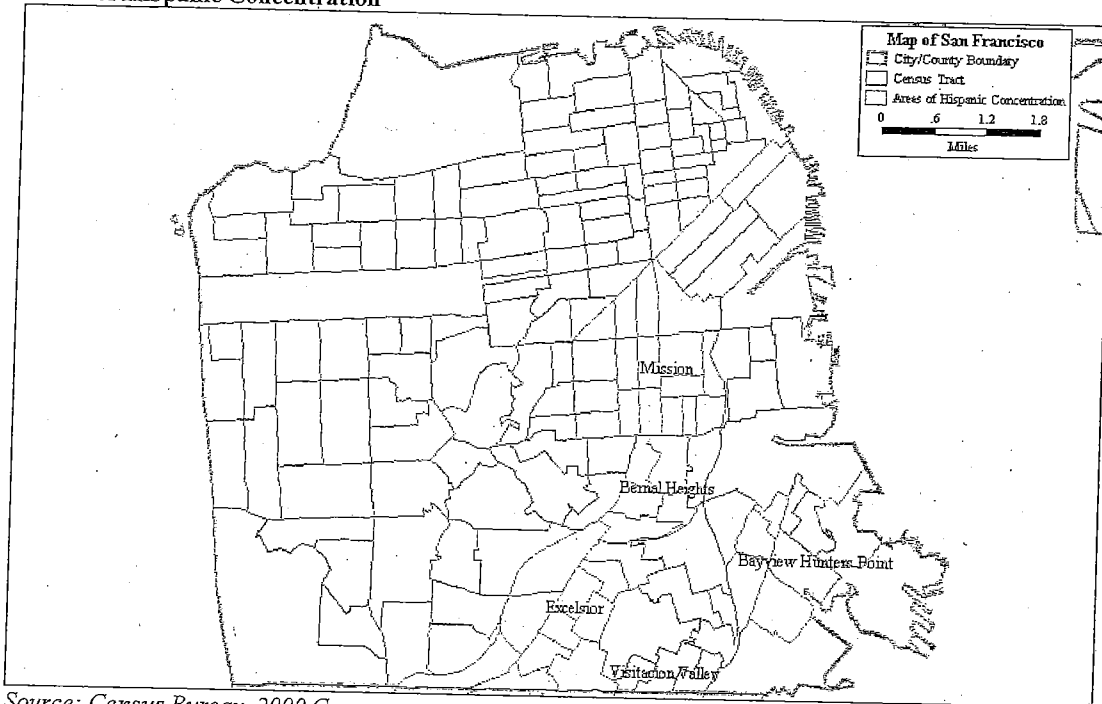 Concentration
Map of San Francisco
City/County Boundary
Census Tract
Areas of Hispanic Concentration
0 .6 1.2 1.8
Miles
Mission
Bernal Heights
Bayview Hunters Point
Excelsior
Visitacion Valley
Source: Census Bureau, 2000